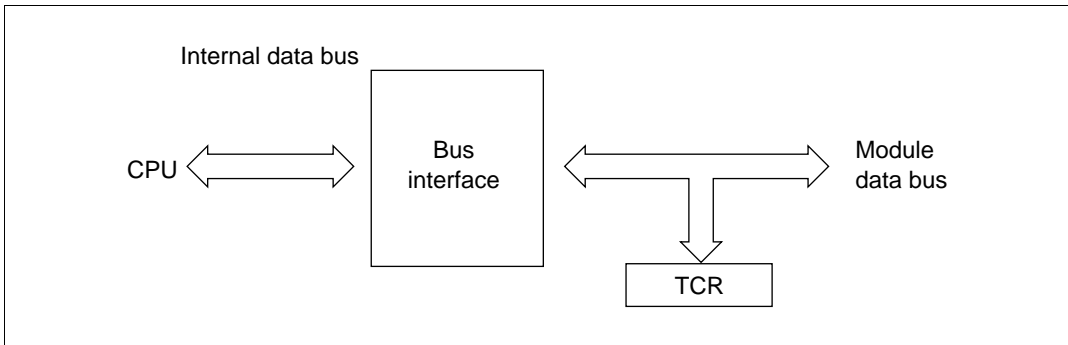 Internal data bus
CPU
Bus
interface
Module
data bus
TCR